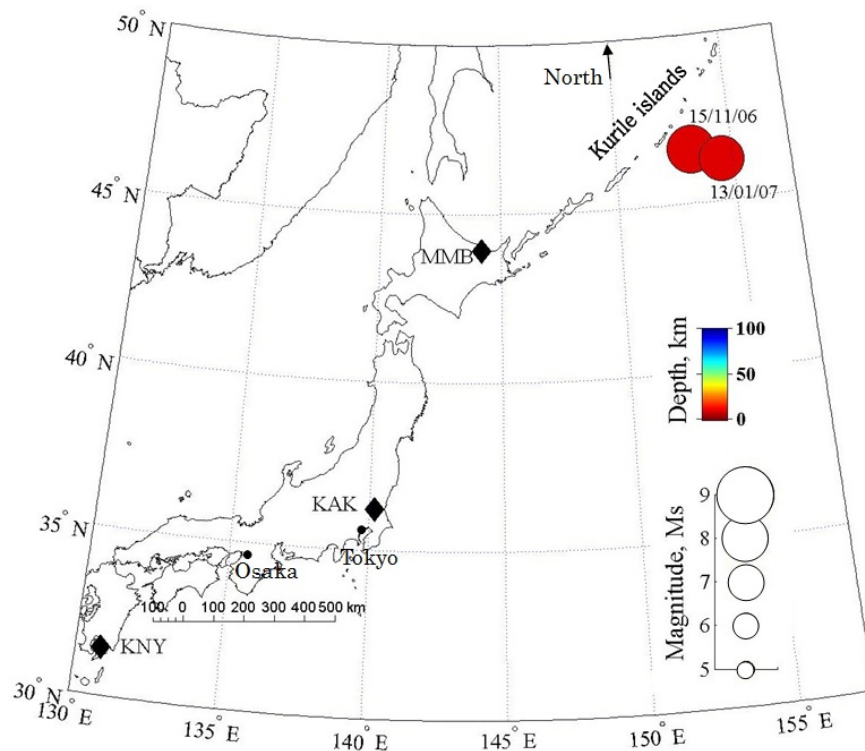 50° N
North
Kurile islands
15/11/06
13/01/07
45° N
MMB
40° N
Depth, km
100
50
0
KAK
35° N
Tokyo
Osaka
100 0 100 200 300 400 500 km
KNY
30° N
Magnitude, Ms
9
8
7
6
5
130° E
135° E
140° E
145° E
150° E
155° E